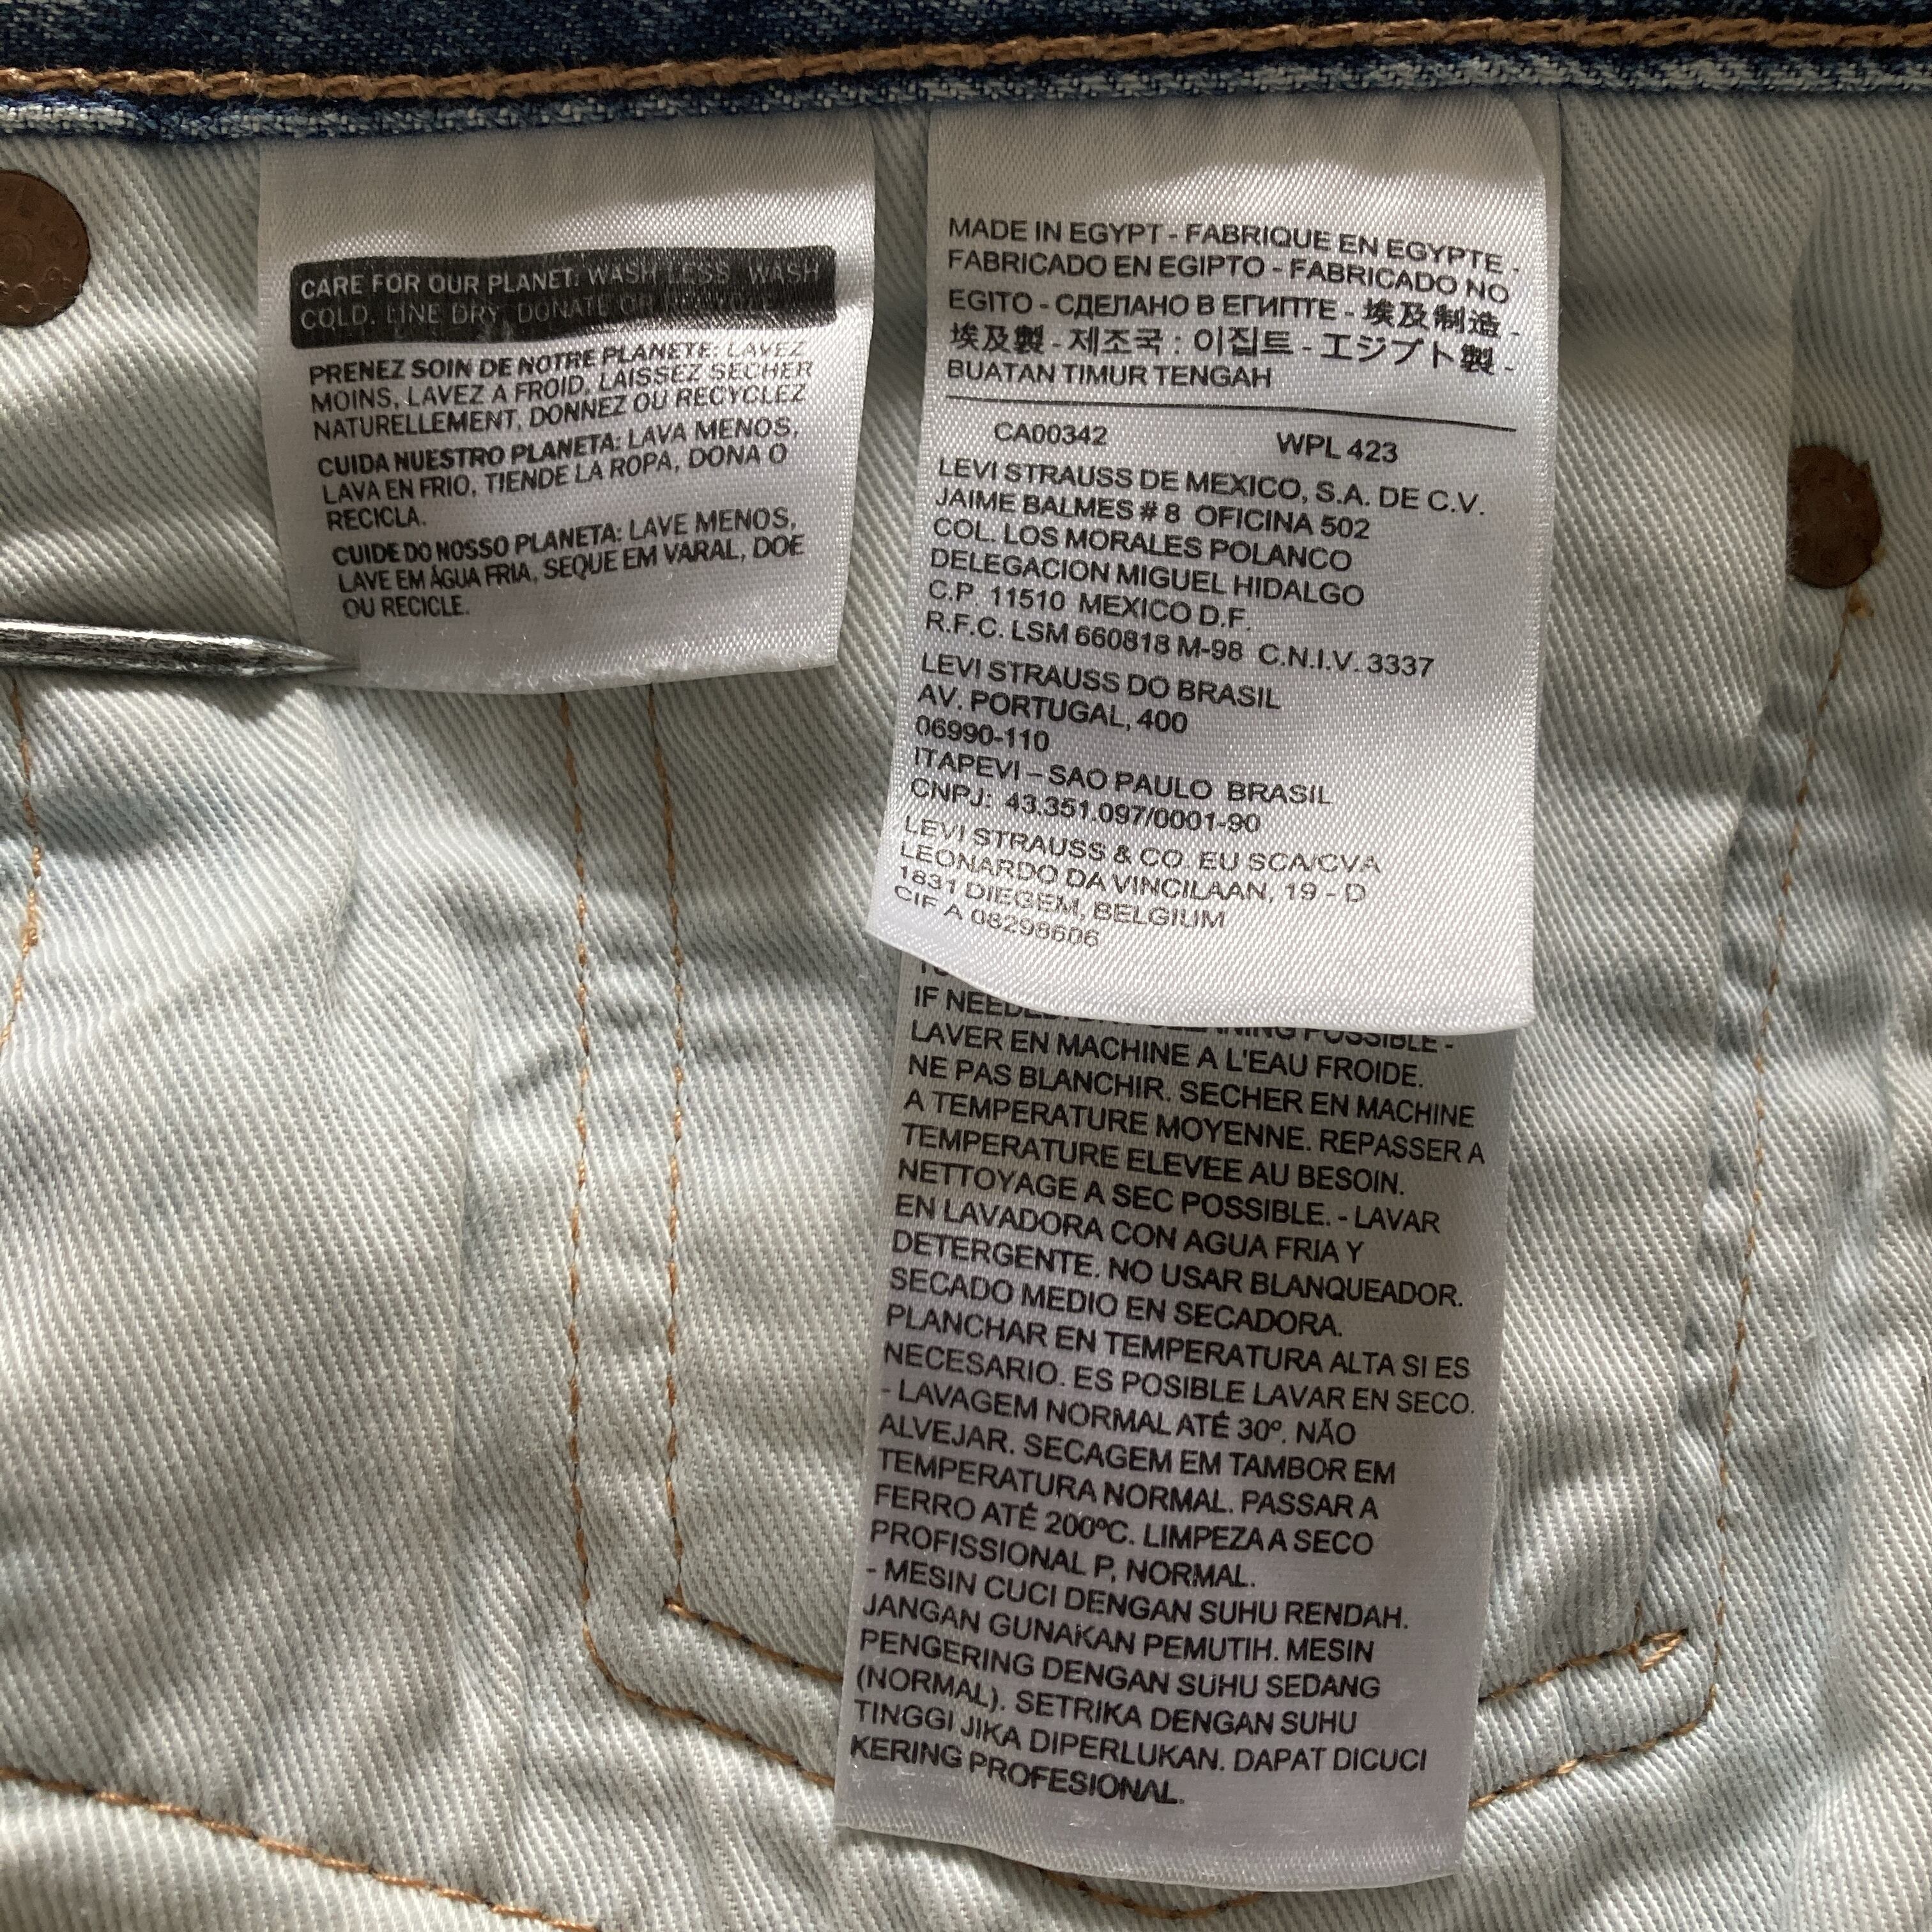 CARE FOR OUR PLANET: WASH LESS, WASH
COLD, LINE DRY, DONATE OR RECYCLE.
PRENEZ SOIN DE NOTRE PLANETE: LAVEZ
MOINS, LAVEZ A FROID, LAISSEZ SECHER
NATURELLEMENT, DONNEZ OU RECYCLEZ
CUIDA NUESTRO PLANETA: LAVA MENOS,
LAVA EN FRIO, TIENDE LA ROPA, DONA O
RECICLA.
CUIDE DO NOSSO PLANETA: LAVE MENOS,
LAVE EM ÁGUA FRIA, SEQUE EM VARAL, DOE
OU RECICLE.
MADE IN EGYPT - FABRIQUE EN EGYPTE -
FABRICADO EN EGIPTO - FABRICADO NO
EGITO - СДЕЛАНО В ЕГИПТЕ - 埃及制造 -
埃及製 - 제조국 : 이집트 - エジプト製 -
BUATAN TIMUR TENGAH
CA00342 WPL 423
LEVI STRAUSS DE MEXICO, S.A. DE C.V.
JAIME BALMES # 8 OFICINA 502
COL. LOS MORALES POLANCO
DELEGACION MIGUEL HIDALGO
C.P. 11510 MEXICO D.F.
R.F.C. LSM 660818 M-98 C.N.I.V. 3337
LEVI STRAUSS DO BRASIL
AV. PORTUGAL, 400
06990-110
ITAPEVI – SAO PAULO BRASIL
CNPJ: 43.351.097/0001-90
LEVI STRAUSS & CO. EU SCA/CVA
LEONARDO DA VINCILAAN, 19 - D
1831 DIEGEM, BELGIUM
CIF A 08298606
IF NEEDED POSSIBLE -
LAVER EN MACHINE A L'EAU FROIDE.
NE PAS BLANCHIR. SECHER EN MACHINE
A TEMPERATURE MOYENNE. REPASSER A
TEMPERATURE ELEVEE AU BESOIN.
NETTOYAGE A SEC POSSIBLE. - LAVAR
EN LAVADORA CON AGUA FRIA Y
DETERGENTE. NO USAR BLANQUEADOR.
SECADO MEDIO EN SECADORA.
PLANCHAR EN TEMPERATURA ALTA SI ES
NECESARIO. ES POSIBLE LAVAR EN SECO.
- LAVAGEM NORMAL ATÉ 30º. NÃO
ALVEJAR. SECAGEM EM TAMBOR EM
TEMPERATURA NORMAL. PASSAR A
FERRO ATÉ 200ºC. LIMPEZA A SECO
PROFISSIONAL P, NORMAL.
- MESIN CUCI DENGAN SUHU RENDAH.
JANGAN GUNAKAN PEMUTIH. MESIN
PENGERING DENGAN SUHU SEDANG
(NORMAL). SETRIKA DENGAN SUHU
TINGGI JIKA DIPERLUKAN. DAPAT DICUCI
KERING PROFESIONAL.